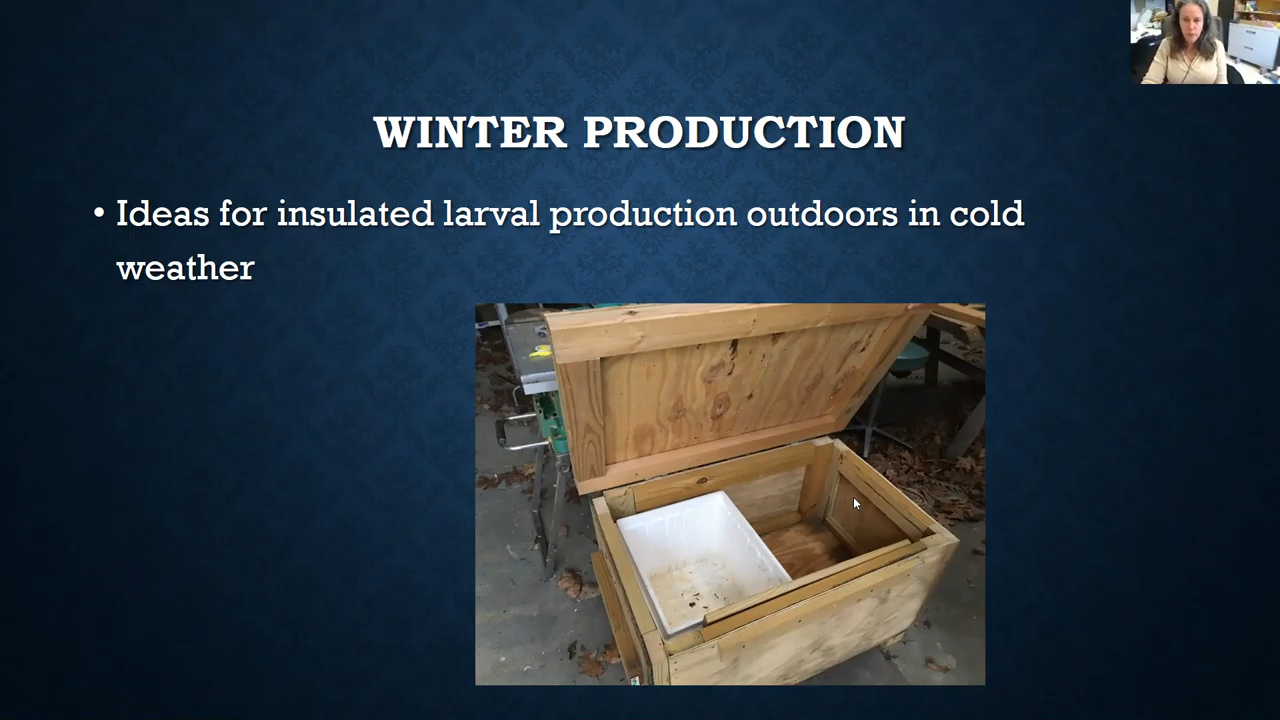 WINTER PRODUCTION
• Ideas for insulated larval production outdoors in cold
weather